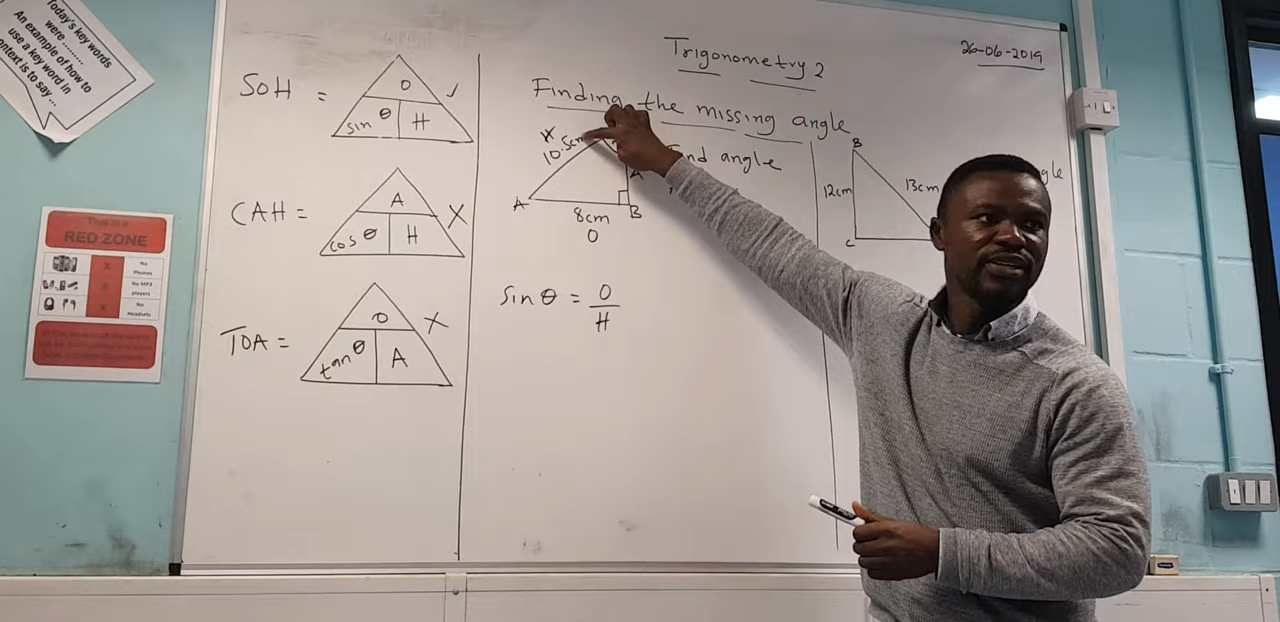 Today's key words
were ..........
An example of how to
use a key word in
context is to say ...
This is a
RED ZONE
X
No
Phones
X
No MP3
players
X
No
Headsets
SOH =
O
sin θ
H
✓
CAH =
A
cos θ
H
X
TOA =
O
tan θ
A
X
Trigonometry 2
26-06-2019
Finding the missing angle
H
10.5cm
A
A
B
8cm
O
angle
sin θ = O
H
B
12cm
13cm
C
gle